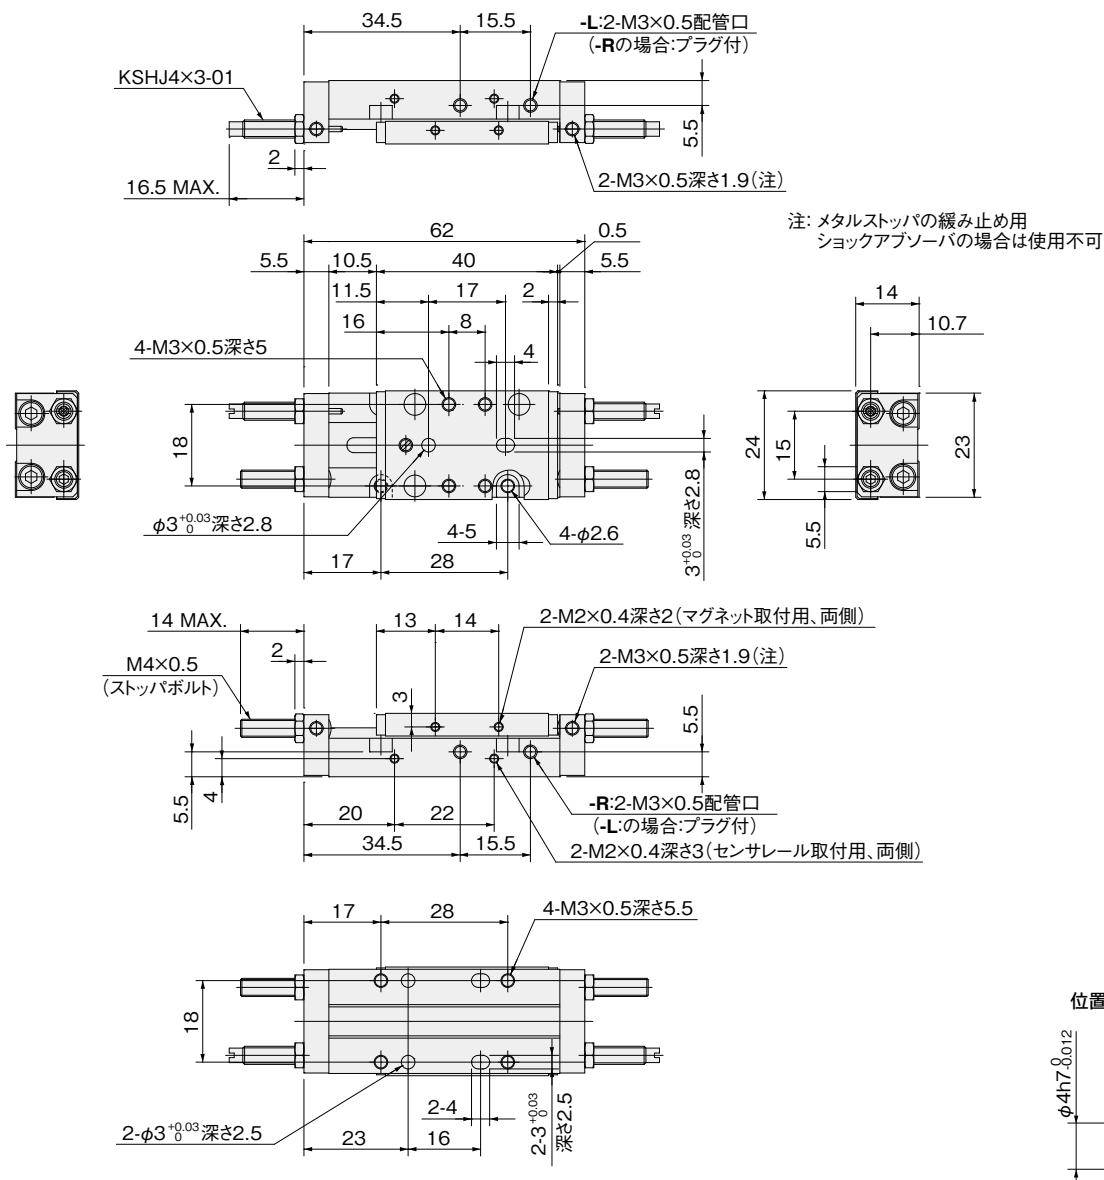 34.5
15.5
-L:2-M3×0.5配管口
(-Rの場合:プラグ付)
KSHJ4×3-01
5.5
2
16.5 MAX.
2-M3×0.5深さ1.9(注)
注: メタルストッパの緩み止め用
ショックアブソーバの場合は使用不可
62
0.5
5.5
10.5
40
5.5
11.5
17
2
16
8
4
4-M3×0.5深さ5
18
φ3+0.03 0 深さ2.8
4-5
4-φ2.6
3+0.03 0 深さ2.8
17
28
14
10.7
24
15
23
5.5
14 MAX.
13
14
2-M2×0.4深さ2(マグネット取付用、両側)
2
M4×0.5
(ストッパボルト)
3
2-M3×0.5深さ1.9(注)
5.5
5.5
4
20
22
-R:2-M3×0.5配管口
(-L:の場合:プラグ付)
34.5
15.5
2-M2×0.4深さ3(センサレール取付用、両側)
17
28
4-M3×0.5深さ5.5
18
2-4
2-φ3+0.03 0 深さ2.5
23
16
2-3+0.03 0
深さ2.5
位置
φ4h7 0 -0.012